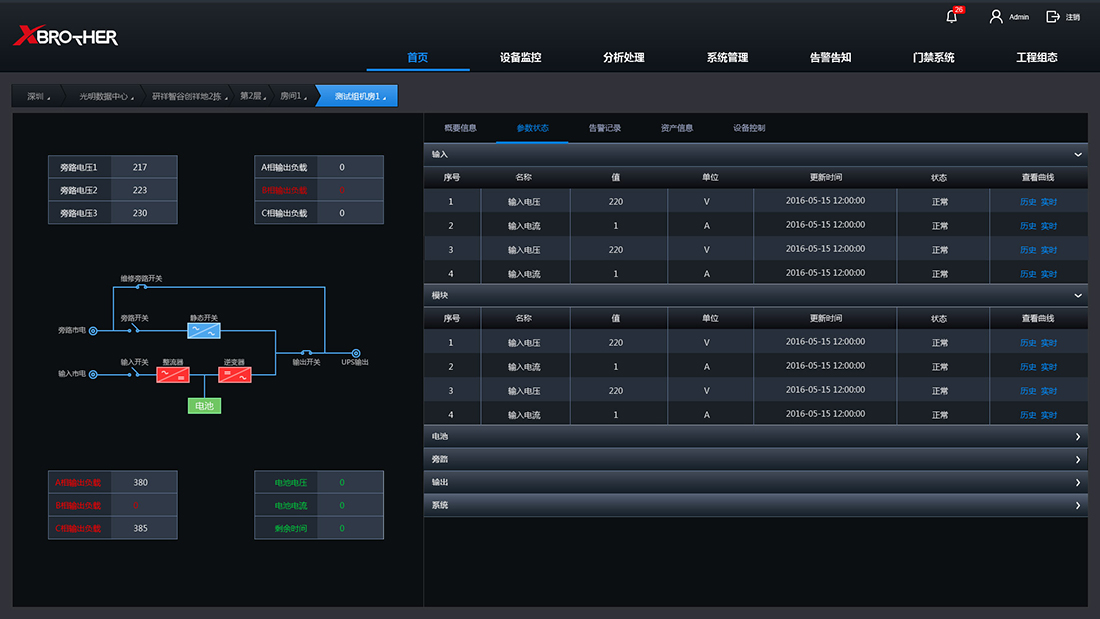 26
Admin
注销
XBROTHER
首页 设备监控 分析处理 系统管理 告警告知 门禁系统 工程组态
深圳 光明数据中心 研祥智谷创祥地2栋 第2层 房间1 测试组机房1
概要信息 参数状态 告警记录 资产信息 设备控制
旁路电压1 217
旁路电压2 223
旁路电压3 230
A相输出负载 0
B相输出负载 0
C相输出负载 0
维修旁路开关
旁路开关 静态开关
旁路市电
输入开关 整流器 逆变器 输出开关 UPS输出
输入市电
电池
A相输出负载 380
B相输出负载
C相输出负载 385
电池电压 0
电池电流 0
剩余时间 0
输入
序号 名称 值 单位 更新时间 状态 查看曲线
1 输入电压 220 V 2016-05-15 12:00:00 正常 历史 实时
2 输入电流 1 A 2016-05-15 12:00:00 正常 历史 实时
3 输入电压 220 V 2016-05-15 12:00:00 正常 历史 实时
4 输入电流 1 A 2016-05-15 12:00:00 正常 历史 实时
模块
序号 名称 值 单位 更新时间 状态 查看曲线
1 输入电压 220 V 2016-05-15 12:00:00 正常 历史 实时
2 输入电流 1 A 2016-05-15 12:00:00 正常 历史 实时
3 输入电压 220 V 2016-05-15 12:00:00 正常 历史 实时
4 输入电流 1 A 2016-05-15 12:00:00 正常 历史 实时
电池
旁路
输出
系统